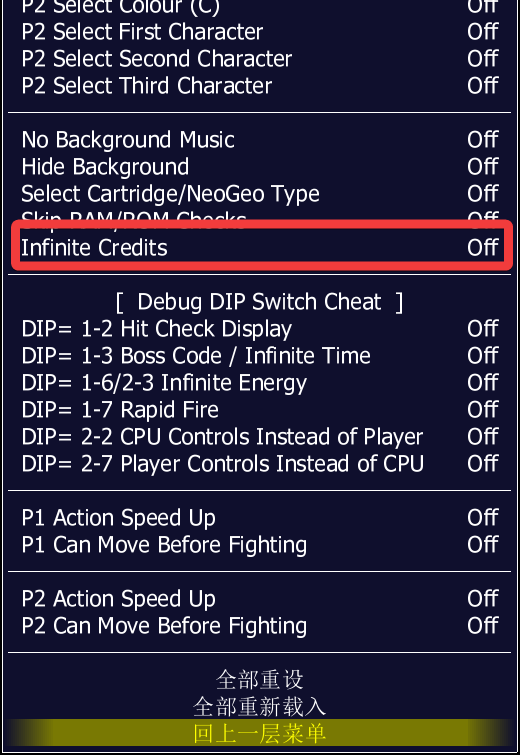 P2 Select Colour (C) Off
P2 Select First Character Off
P2 Select Second Character Off
P2 Select Third Character Off
No Background Music Off
Hide Background Off
Select Cartridge/NeoGeo Type Off
Skip RAM/ROM Checks Off
Infinite Credits Off
[ Debug DIP Switch Cheat ]
DIP= 1-2 Hit Check Display Off
DIP= 1-3 Boss Code / Infinite Time Off
DIP= 1-6/2-3 Infinite Energy Off
DIP= 1-7 Rapid Fire Off
DIP= 2-2 CPU Controls Instead of Player Off
DIP= 2-7 Player Controls Instead of CPU Off
P1 Action Speed Up Off
P1 Can Move Before Fighting Off
P2 Action Speed Up Off
P2 Can Move Before Fighting Off
全部重设
全部重新载入
回上一层菜单